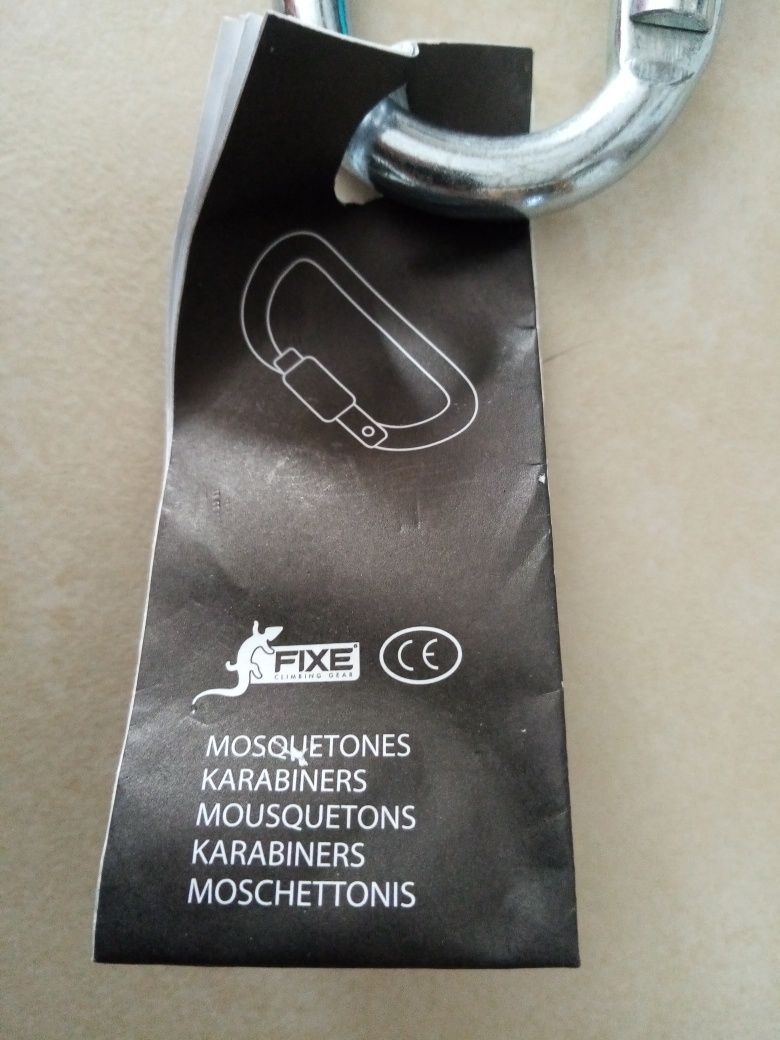 FIXE
CLIMBING GEAR
CE
MOSQUETONES
KARABINERS
MOUSQUETONS
KARABINERS
MOSCHETTONIS